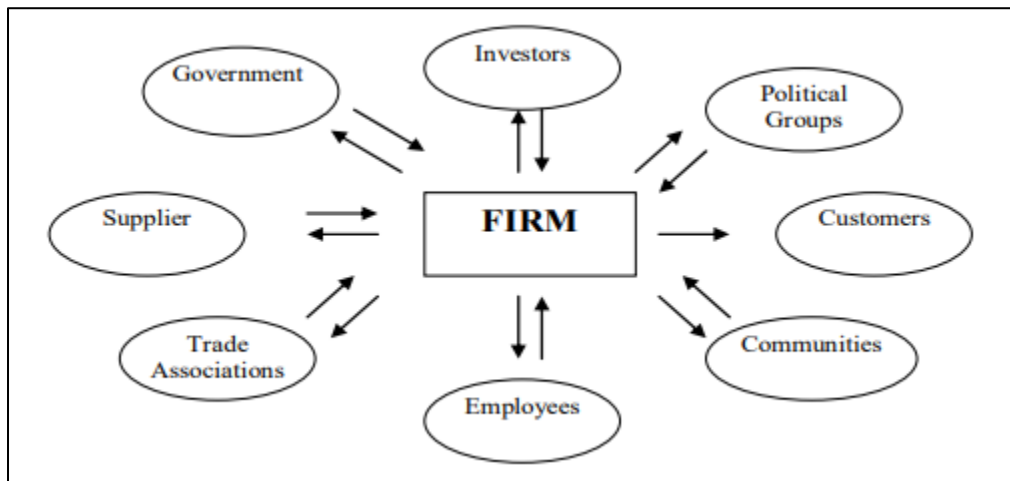 Investors
Government
Political
Groups
Supplier
FIRM
Customers
Trade
Associations
Communities
Employees